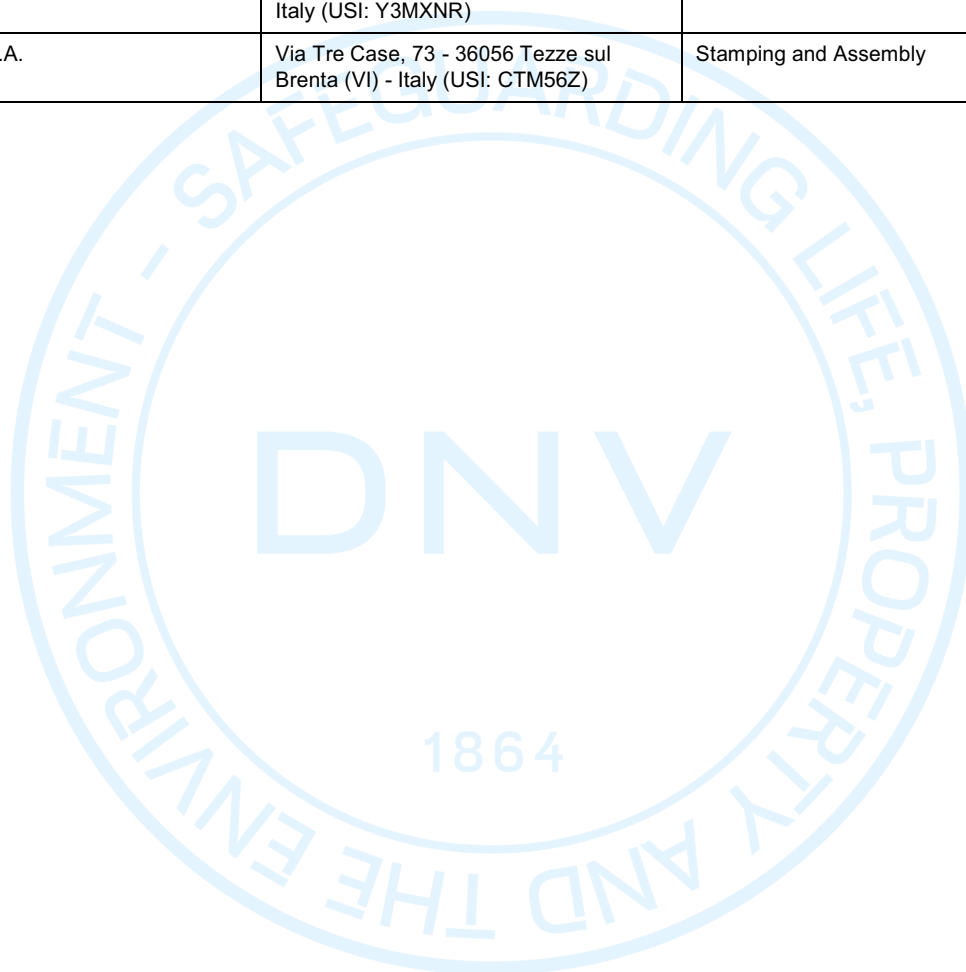 Italy (USI: Y3MXNR)
.A.
Via Tre Case, 73 - 36056 Tezze sul
Brenta (VI) - Italy (USI: CTM56Z)
Stamping and Assembly
SAFEGUARDING LIFE, PROPERTY AND THE ENVIRONMENT -
DNV
1864